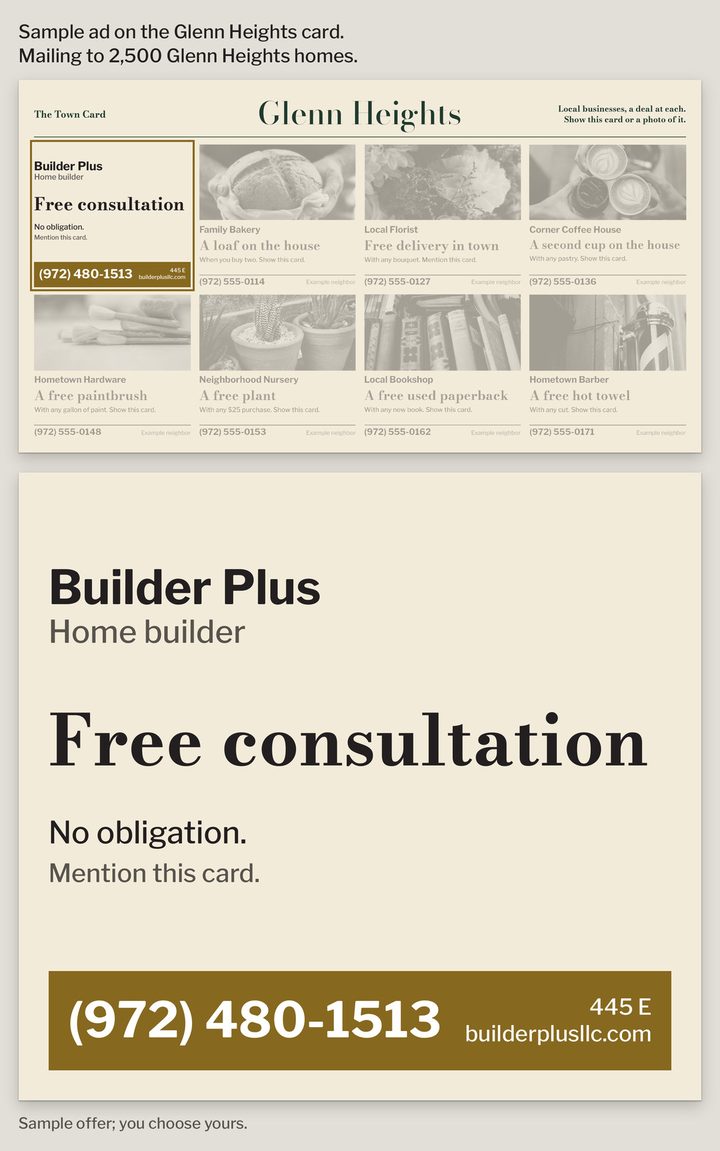 Sample ad on the Glenn Heights card.
Mailing to 2,500 Glenn Heights homes.
The Town Card
Glenn Heights
Local businesses, a deal at each.
Show this card or a photo of it.
Builder Plus
Home builder
Free consultation
No obligation.
Mention this card.
(972) 480-1513
445 E
builderplusllc.com
Family Bakery
A loaf on the house
When you buy two. Show this card.
(972) 555-0114
Example neighbor
Local Florist
Free delivery in town
With any bouquet. Mention this card.
(972) 555-0127
Example neighbor
Corner Coffee House
A second cup on the house
With any pastry. Show this card.
(972) 555-0136
Example neighbor
Hometown Hardware
A free paintbrush
With any gallon of paint. Show this card.
(972) 555-0148
Example neighbor
Neighborhood Nursery
A free plant
With any $25 purchase. Show this card.
(972) 555-0153
Example neighbor
Local Bookshop
A free used paperback
With any new book. Show this card.
(972) 555-0162
Example neighbor
Hometown Barber
A free hot towel
With any cut. Show this card.
(972) 555-0171
Example neighbor
Builder Plus
Home builder
Free consultation
No obligation.
Mention this card.
(972) 480-1513
445 E
builderplusllc.com
Sample offer; you choose yours.